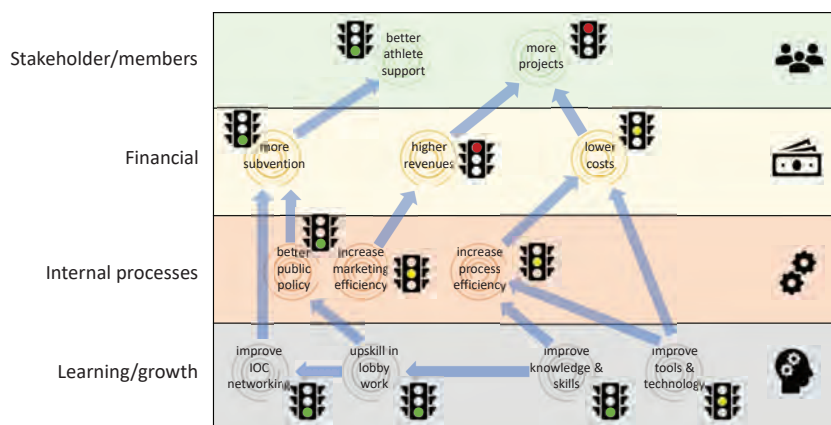 Stakeholder/members
better
athlete
support
more
projects
Financial
more
subvention
higher
revenues
lower
costs
Internal processes
better
public
policy
increase
marketing
efficiency
increase
process
efficiency
Learning/growth
improve
IOC
networking
upskill in
lobby
work
improve
knowledge &
skills
improve
tools &
technology